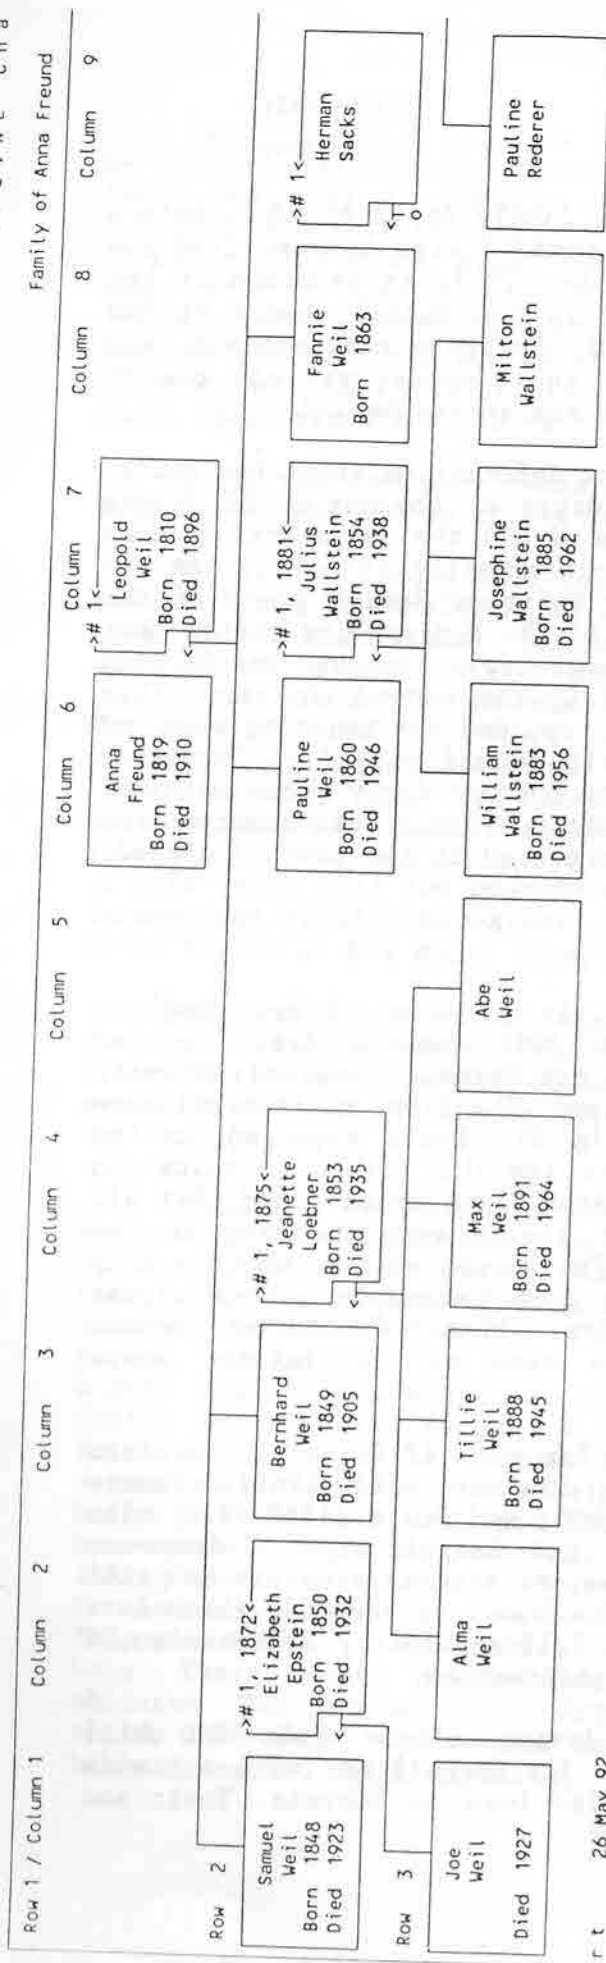 Family of Anna Freund
Row 1 / Column 1 Column 2 Column 3 Column 4 Column 5 Column 6 Column 7 Column 8 Column 9
Anna
Freund
Born 1819
Died 1910
># 1<
Leopold
Weil
Born 1810
Died 1896
Row 2
Samuel
Weil
Born 1848
Died 1923
># 1, 1872<
Elizabeth
Epstein
Born 1850
Died 1932
Bernhard
Weil
Born 1849
Died 1905
># 1, 1875<
Jeanette
Loebner
Born 1853
Died 1935
Pauline
Weil
Born 1860
Died 1946
># 1, 1881<
Julius
Wallstein
Born 1854
Died 1938
Fannie
Weil
Born 1863
># 1<
Herman
Sacks
Row 3
Joe
Weil
Died 1927
Alma
Weil
Tillie
Weil
Born 1888
Died 1945
Max
Weil
Born 1891
Died 1964
Abe
Weil
William
Wallstein
Born 1883
Died 1956
Josephine
Wallstein
Born 1885
Died 1962
Milton
Wallstein
Pauline
Rederer
r t 26 May 92